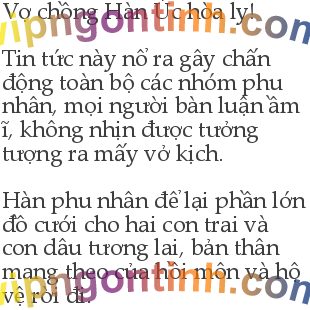 Vợ chồng Hàn Úc hòa ly!
vipngontinh.com
Tin tức này nổ ra gây chấn
động toàn bộ các nhóm phu
nhân, mọi người bàn luận ầm
ĩ, không nhịn được tưởng
tượng ra mấy vở kịch.
Hàn phu nhân để lại phần lớn
đồ cưới cho hai con trai và
con dâu tương lai, bản thân
mang theo của hồi môn và hộ
vệ rời đi.
vipngontinh.com